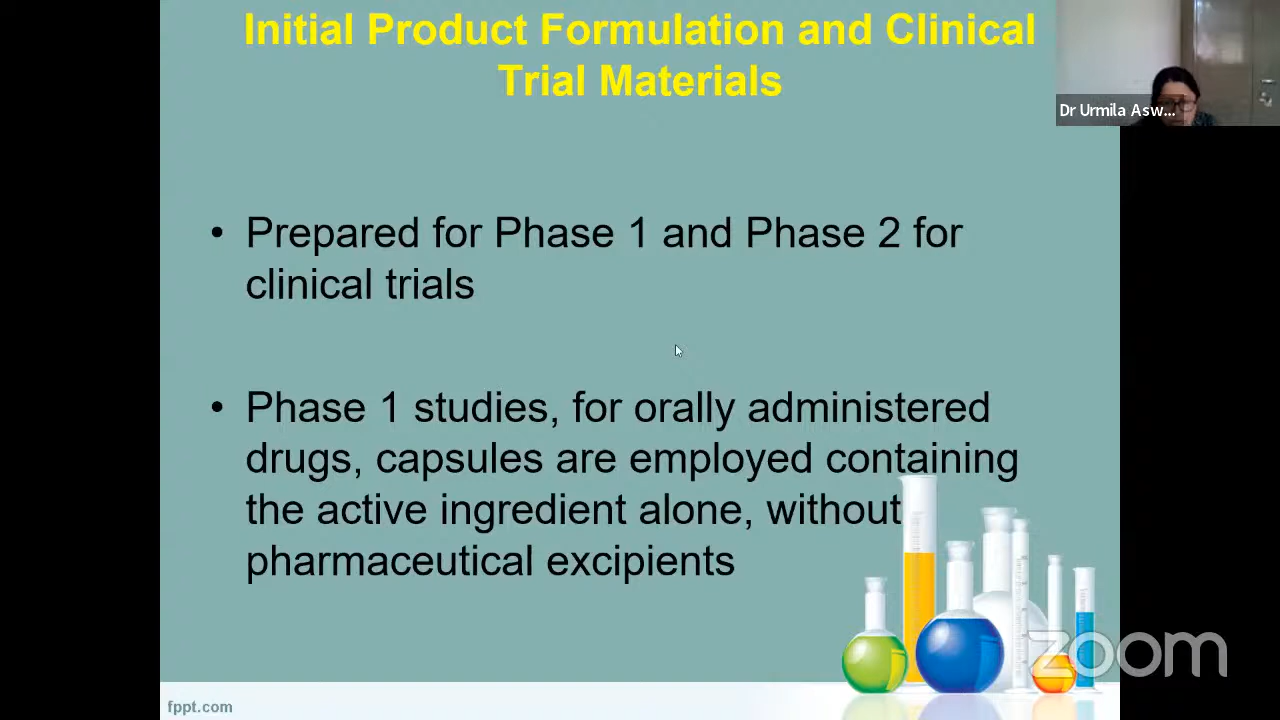 Initial Product Formulation and Clinical
Trial Materials
Dr Urmila Asw...
• Prepared for Phase 1 and Phase 2 for
clinical trials
• Phase 1 studies, for orally administered
drugs, capsules are employed containing
the active ingredient alone, without
pharmaceutical excipients
zoom
fppt.com